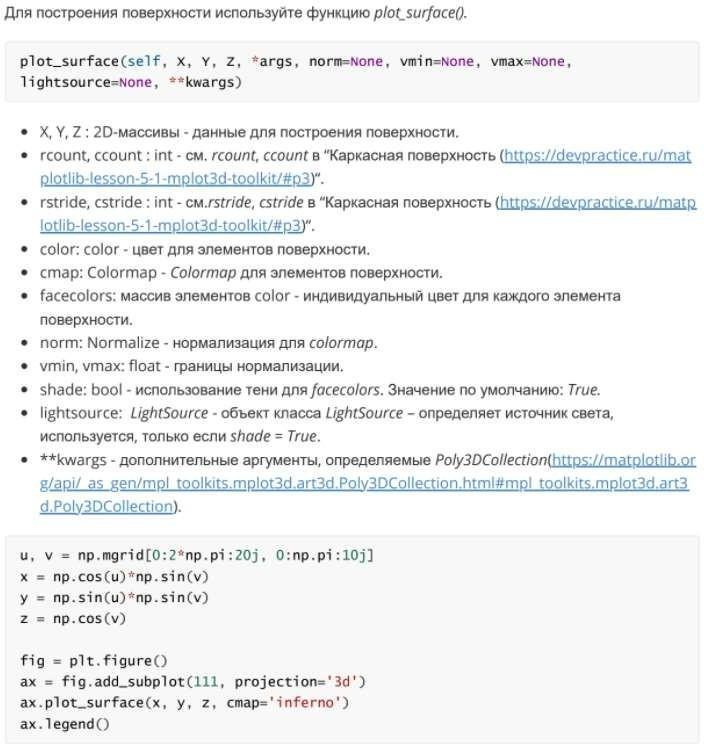 Для построения поверхности используйте функцию plot_surface().
plot_surface(self, X, Y, Z, *args, norm=None, vmin=None, vmax=None,
lightsource=None, **kwargs)
• X, Y, Z : 2D-массивы - данные для построения поверхности.
• rcount, ccount : int - см. rcount, ccount в “Каркасная поверхность (https://devpractice.ru/mat
plotlib-lesson-5-1-mplot3d-toolkit/#p3)“.
• rstride, cstride : int - см.rstride, cstride в “Каркасная поверхность (https://devpractice.ru/matp
lotlib-lesson-5-1-mplot3d-toolkit/#p3)“.
• color: color - цвет для элементов поверхности.
• cmap: Colormap - Colormap для элементов поверхности.
• facecolors: массив элементов color - индивидуальный цвет для каждого элемента
поверхности.
• norm: Normalize - нормализация для colormap.
• vmin, vmax: float - границы нормализации.
• shade: bool - использование тени для facecolors. Значение по умолчанию: True.
• lightsource: LightSource - объект класса LightSource – определяет источник света,
используется, только если shade = True.
• **kwargs - дополнительные аргументы, определяемые Poly3DCollection(https://matplotlib.or
g/api/_as_gen/mpl_toolkits.mplot3d.art3d.Poly3DCollection.html#mpl_toolkits.mplot3d.art3
d.Poly3DCollection).
u, v = np.mgrid[0:2*np.pi:20j, 0:np.pi:10j]
x = np.cos(u)*np.sin(v)
y = np.sin(u)*np.sin(v)
z = np.cos(v)
fig = plt.figure()
ax = fig.add_subplot(111, projection='3d')
ax.plot_surface(x, y, z, cmap='inferno')
ax.legend()